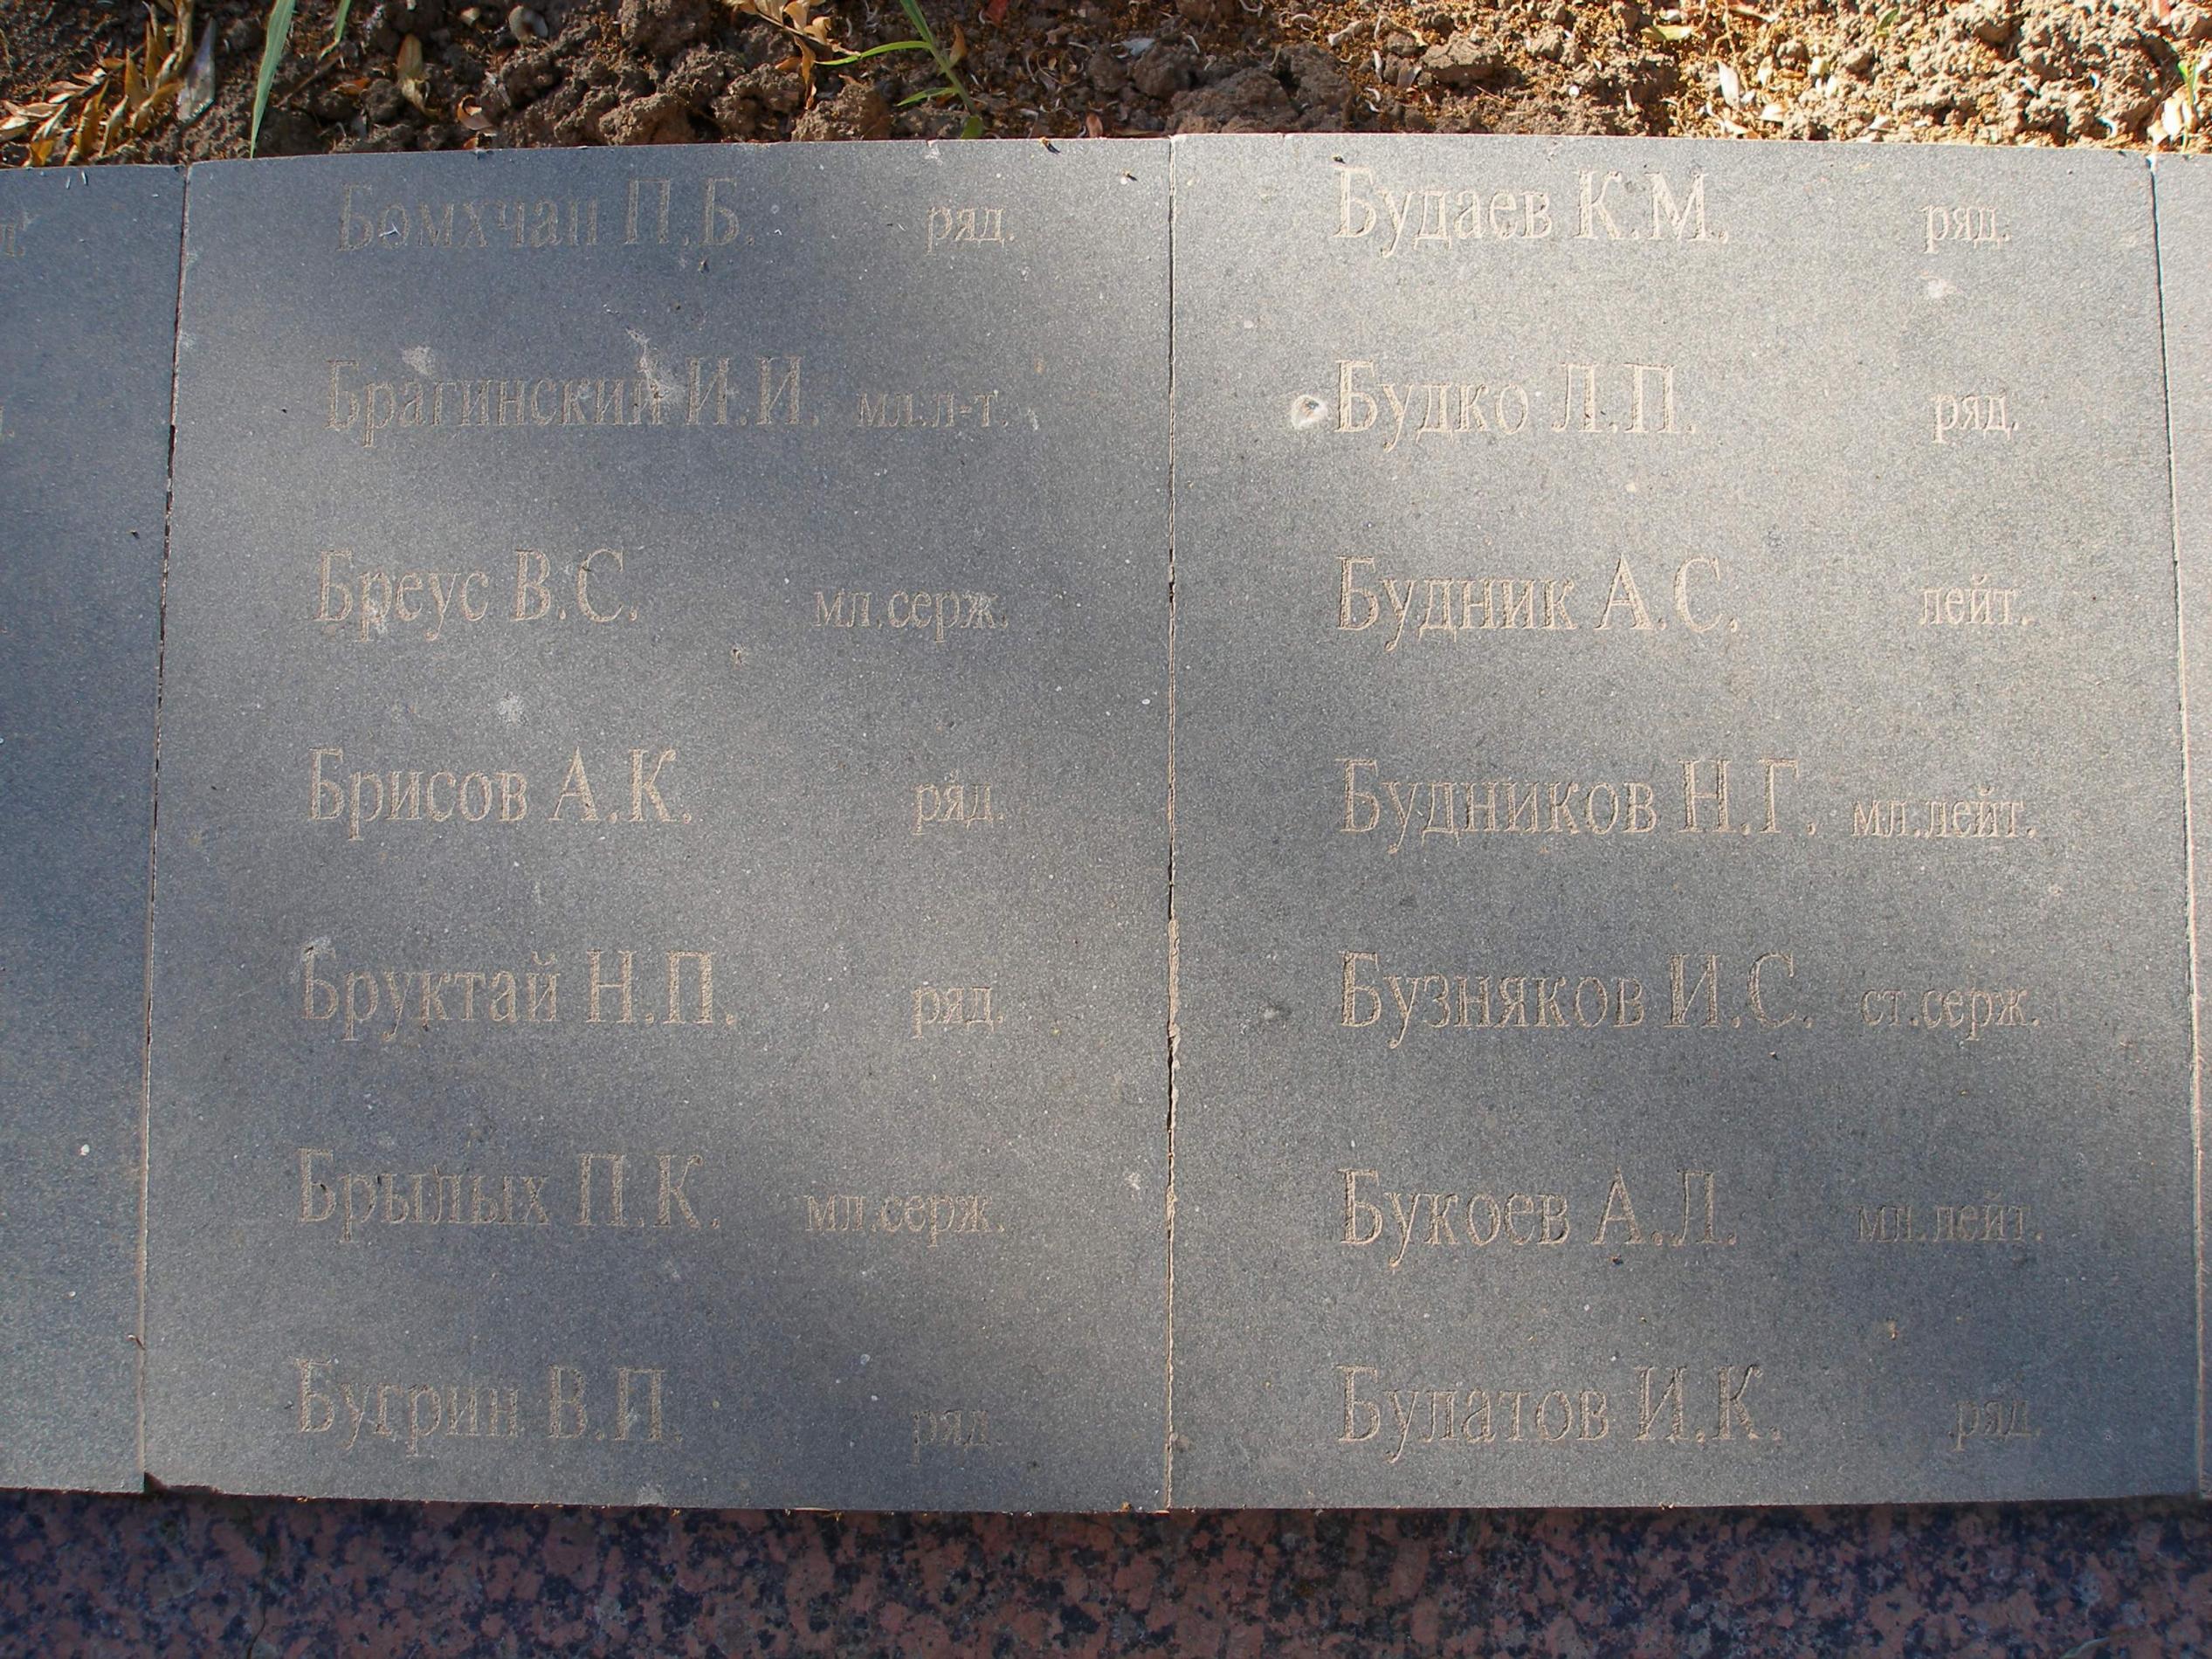 Бомхчан П.Б. ряд.
Брагинский И.И. мл.л-т.
Бреус В.С. мл.серж.
Брисов А.К. ряд.
Бруктай Н.П. ряд.
Брылых П.К. мл.серж.
Бугрин В.П. ряд.
Будаев К.М. ряд.
Будко Л.П. ряд.
Будник А.С. лейт.
Будников Н.Г. мл.лейт.
Бузняков И.С. ст.серж.
Букоев А.Л. мл.лейт.
Булатов И.К. ряд.